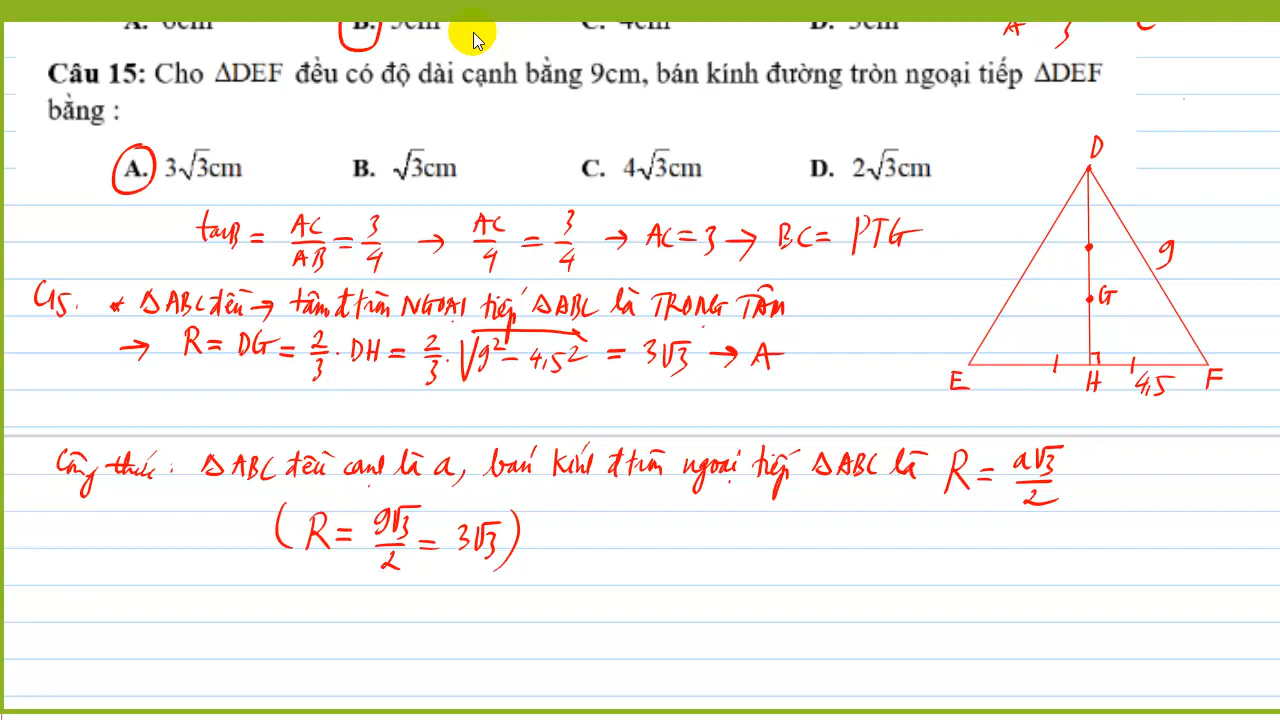 A. 6cm B. 5cm C. 4cm D. 3cm
Câu 15: Cho ΔDEF đều có độ dài cạnh bằng 9cm, bán kính đường tròn ngoại tiếp ΔDEF
bằng :
A. 3√3cm B. √3cm C. 4√3cm D. 2√3cm
tanB = AC/AB = 3/4 → AC/4 = 3/4 → AC = 3 → BC = PTG
C15. * ΔABC đều → tâm đ tròn NGOẠI tiếp ΔABC là TRỌNG TÂM
→ R = DG = 2/3 · DH = 2/3 · √(9² - 4,5²) = 3√3 → A
D
9
G
E H 4,5 F
Công thức: ΔABC đều cạnh là a, bán kính đ tròn ngoại tiếp ΔABC là R = a√3/2
(R = 9√3/2 = 3√3)